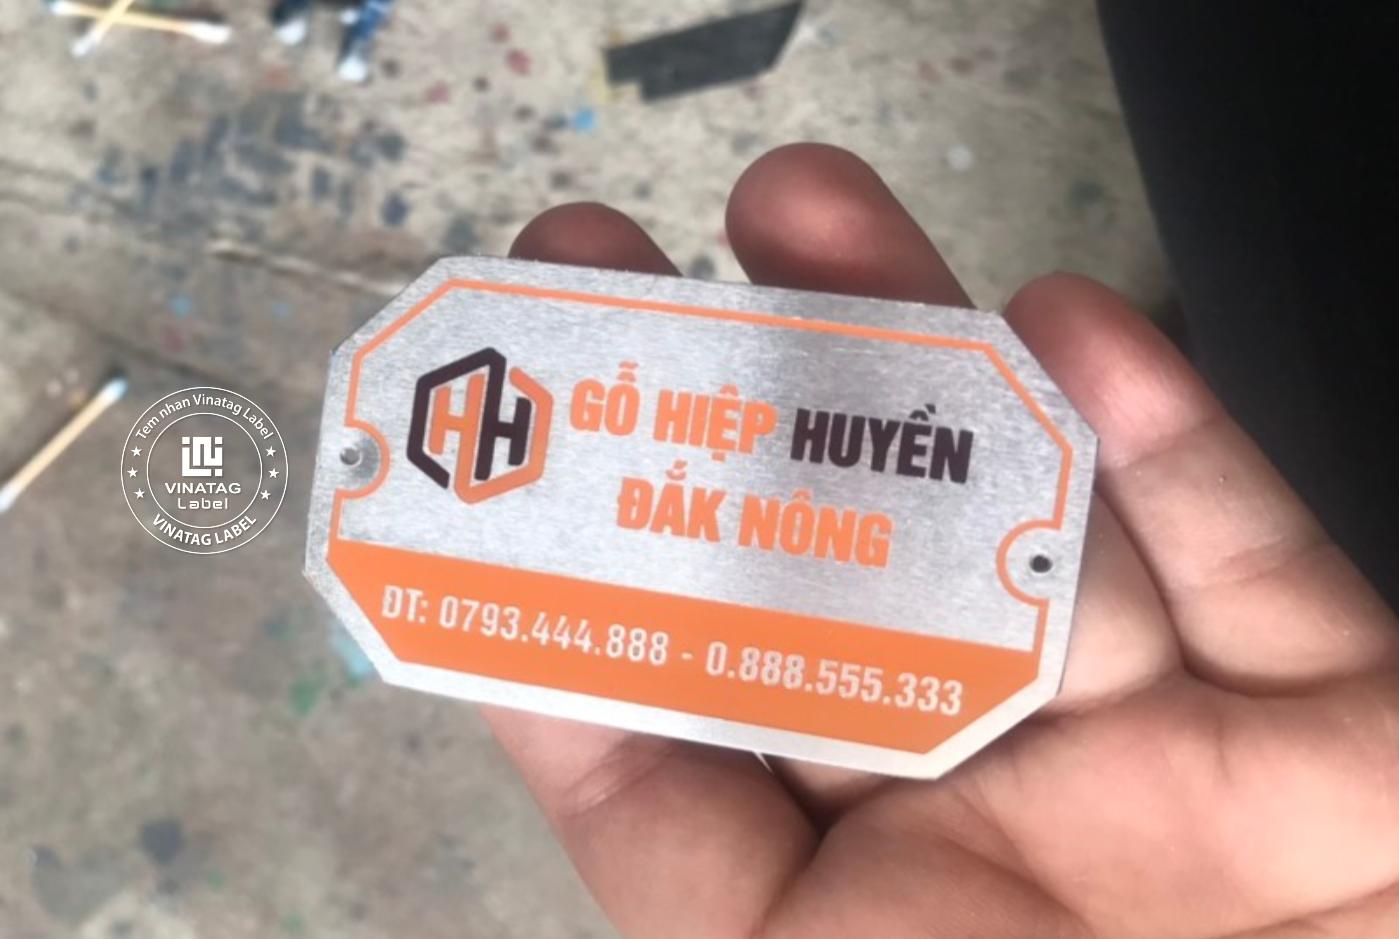 Tem nhan Vinatag Label
VINATAG
Label
VINATAG LABEL
HH
GỖ HIỆP HUYỀN
ĐẮK NÔNG
ĐT: 0793.444.888 - 0.888.555.333